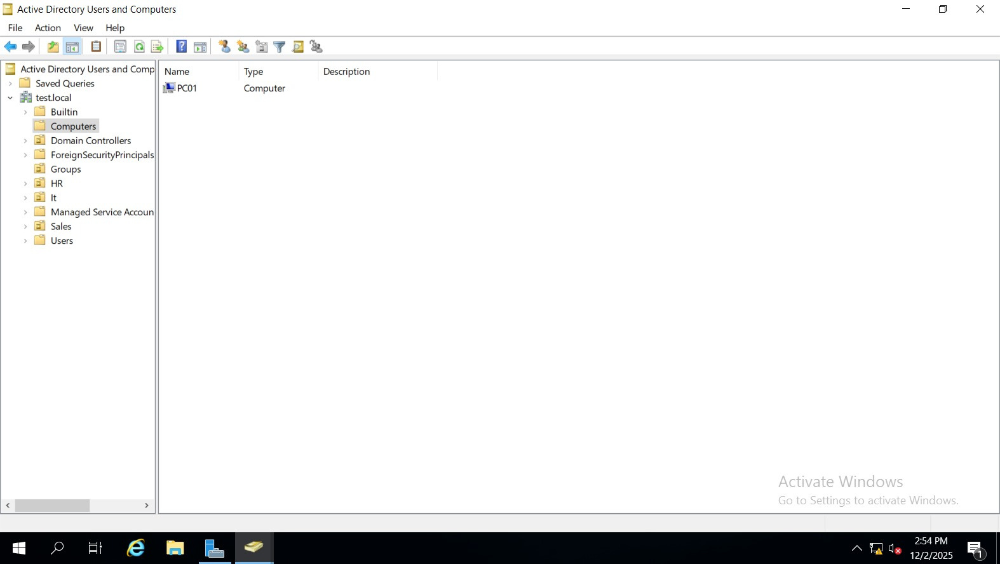 Active Directory Users and Computers
File Action View Help
Active Directory Users and Comp
Saved Queries
test.local
Builtin
Computers
Domain Controllers
ForeignSecurityPrincipals
Groups
HR
It
Managed Service Accoun
Sales
Users
Name Type Description
PC01 Computer
Activate Windows
Go to Settings to activate Windows.
2:54 PM
12/2/2025
1